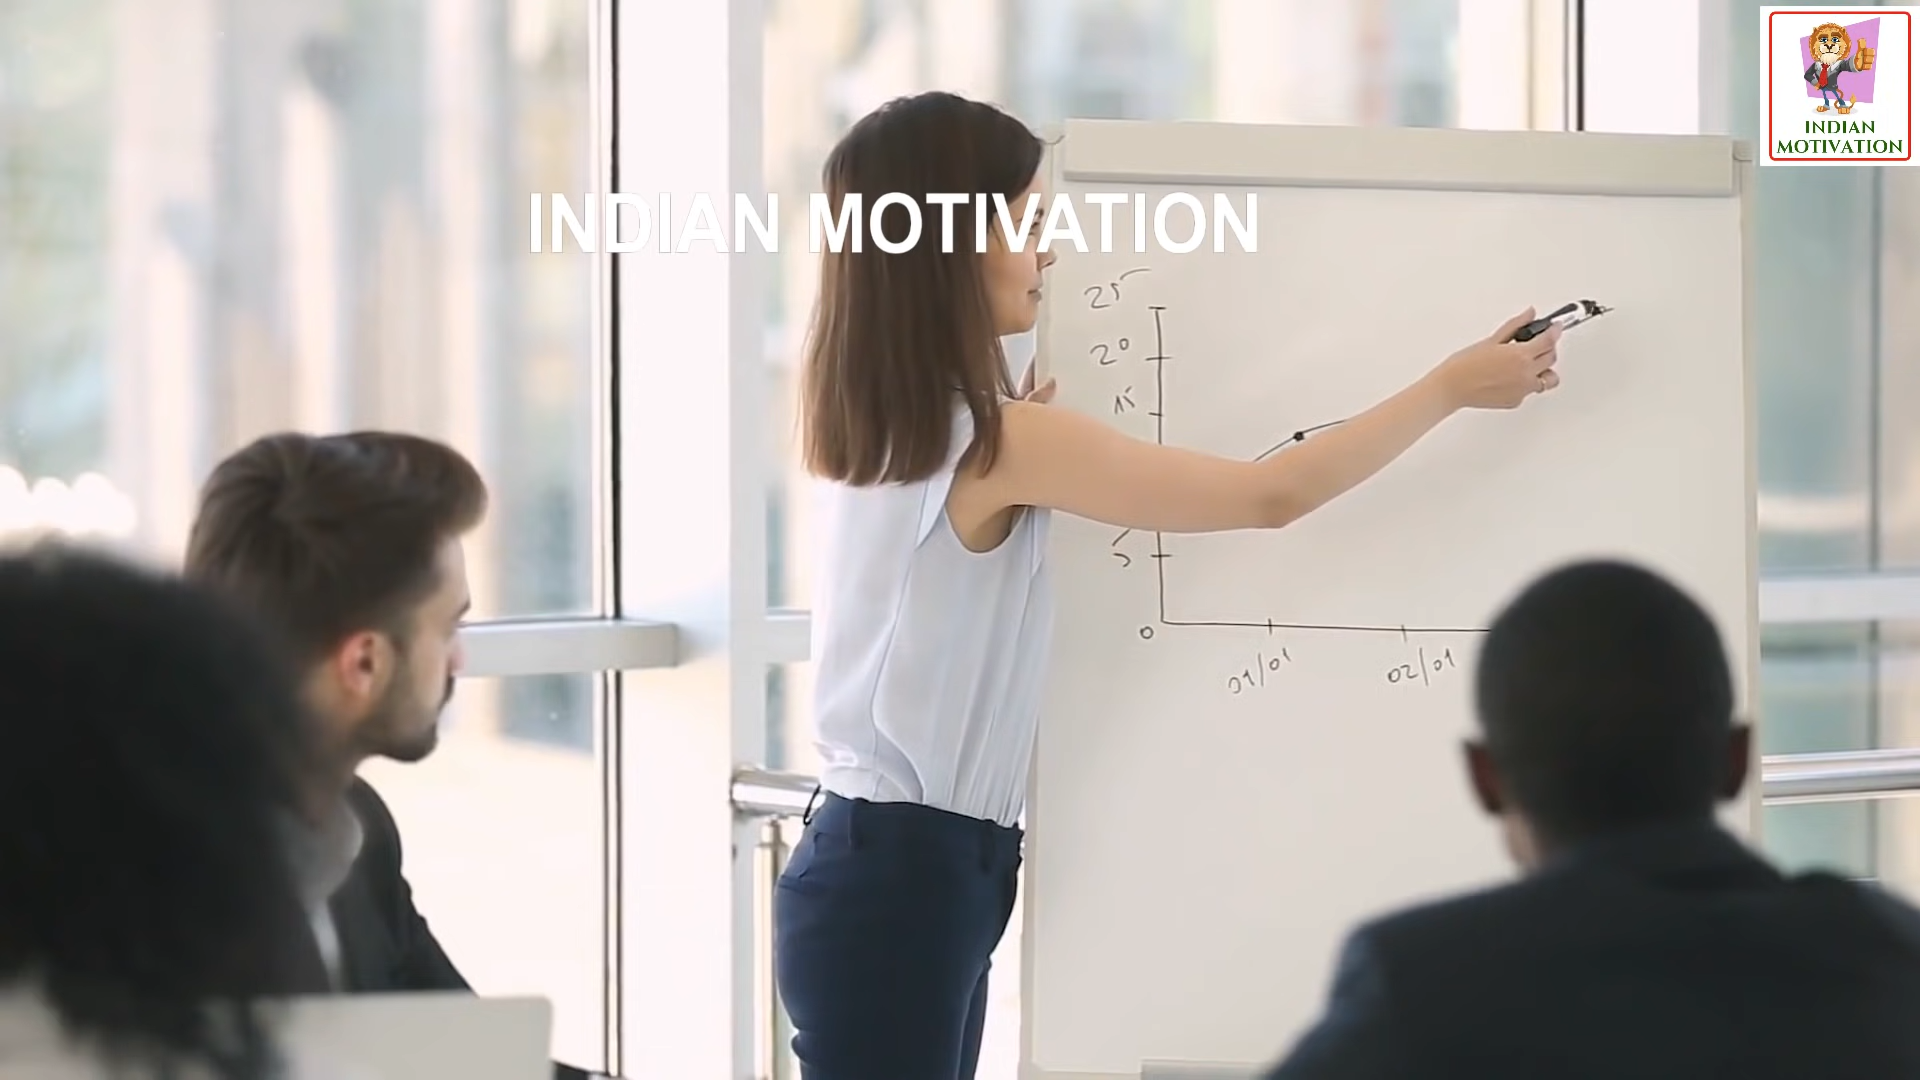 INDIAN
MOTIVATION
INDIAN MOTIVATION
25
20
15
5
0
01/01
02/01